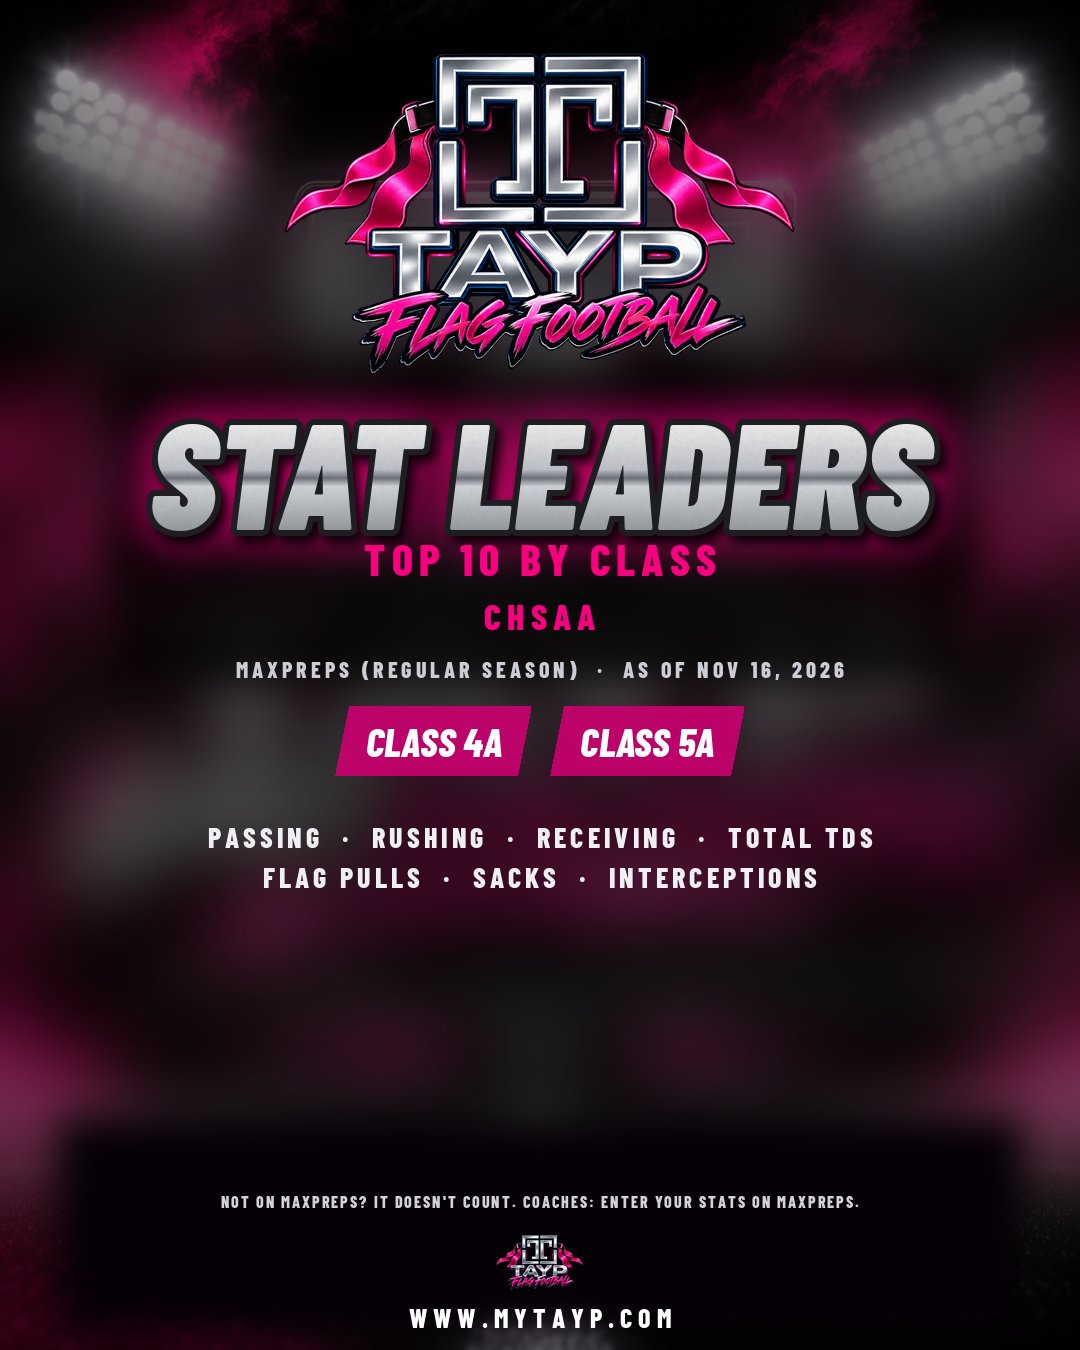 TAYP
FLAG FOOTBALL
STAT LEADERS
TOP 10 BY CLASS
CHSAA
MAXPREPS (REGULAR SEASON) · AS OF NOV 16, 2026
CLASS 4A CLASS 5A
PASSING · RUSHING · RECEIVING · TOTAL TDS
FLAG PULLS · SACKS · INTERCEPTIONS
NOT ON MAXPREPS? IT DOESN'T COUNT. COACHES: ENTER YOUR STATS ON MAXPREPS.
TAYP
FLAG FOOTBALL
WWW.MYTAYP.COM